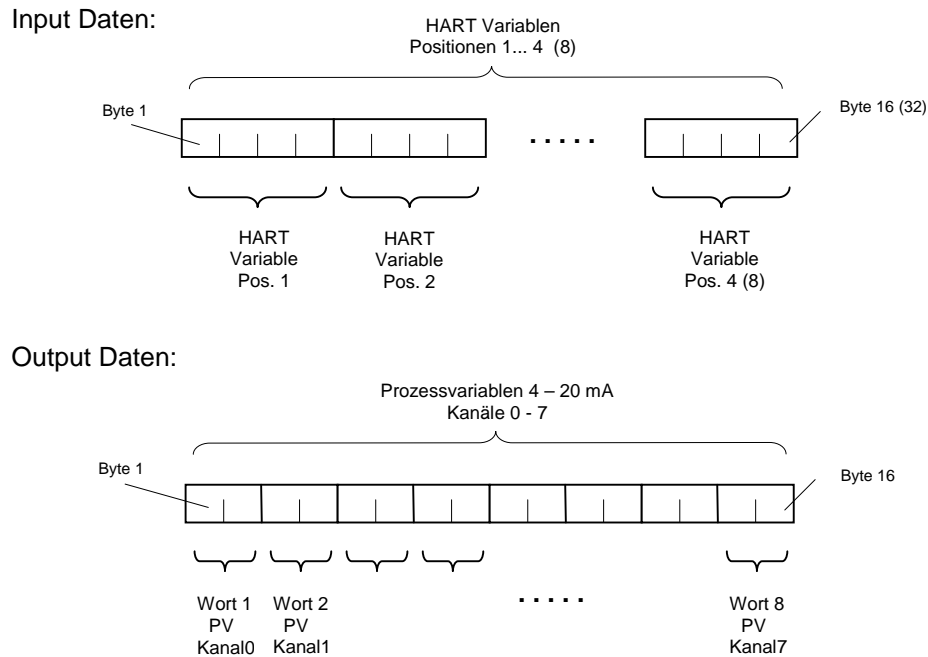 Input Daten:
HART Variablen
Positionen 1... 4 (8)
Byte 1
Byte 16 (32)
. . . . .
HART
Variable
Pos. 1
HART
Variable
Pos. 2
HART
Variable
Pos. 4 (8)
Output Daten:
Prozessvariablen 4 – 20 mA
Kanäle 0 - 7
Byte 1
Byte 16
Wort 1
PV
Kanal0
Wort 2
PV
Kanal1
. . . . .
Wort 8
PV
Kanal7